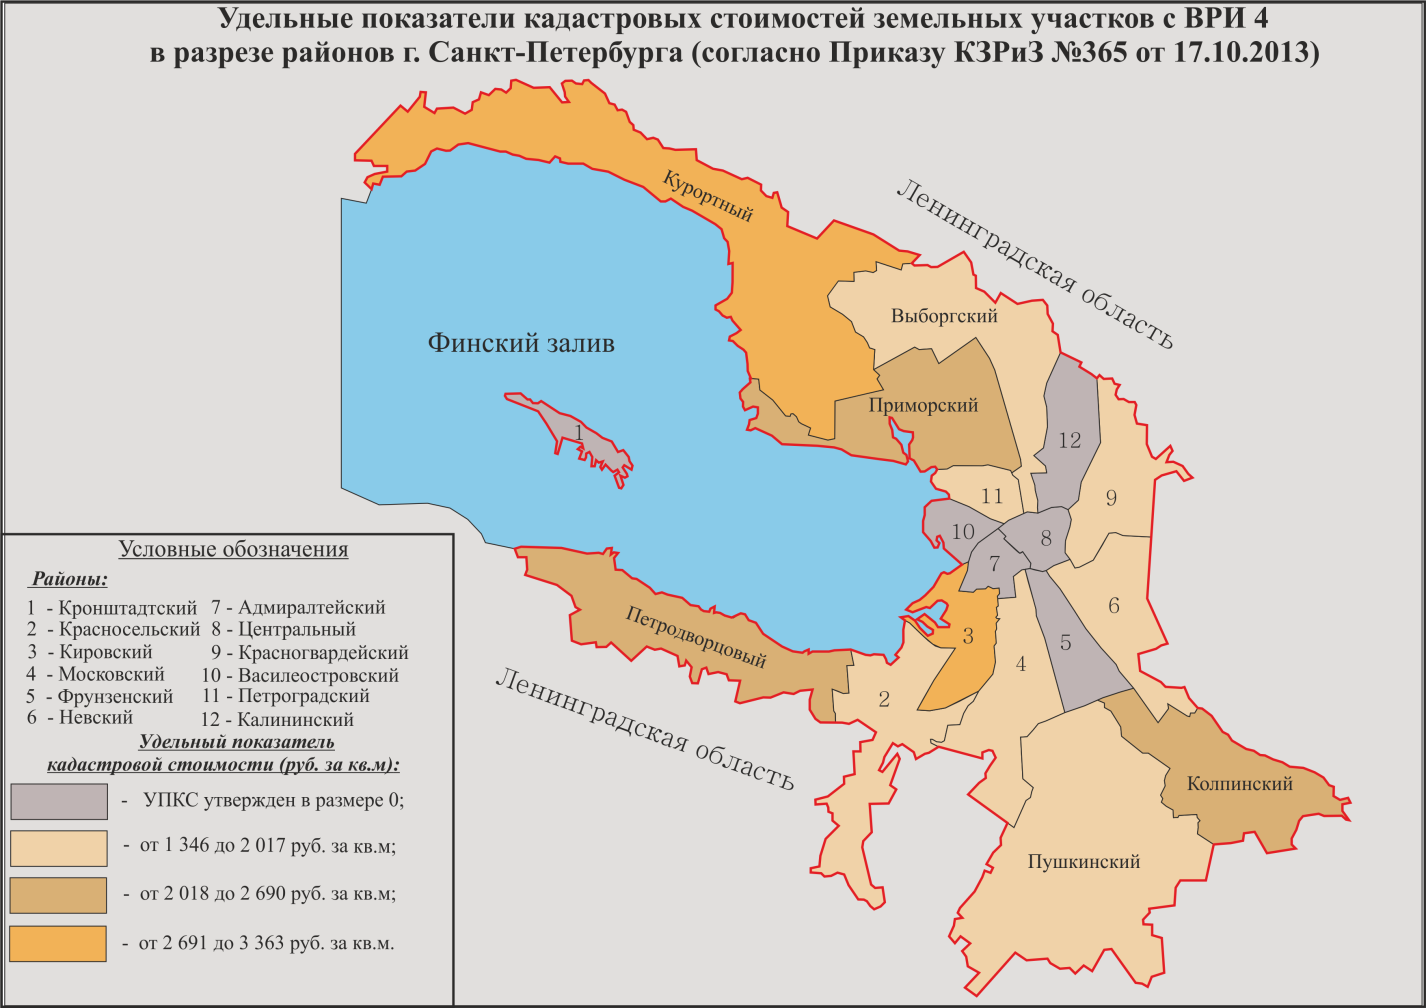 Удельные показатели кадастровых стоимостей земельных участков с ВРИ 4
в разрезе районов г. Санкт-Петербурга (согласно Приказу КЗРиЗ №365 от 17.10.2013)
Курортный
Ленинградская область
Выборгский
Финский залив
Приморский
1
12
9
11
10
8
7
6
Петродворцовый
3
5
4
2
Ленинградская область
Колпинский
Пушкинский
Условные обозначения
Районы:
1 - Кронштадтский 7 - Адмиралтейский
2 - Красносельский 8 - Центральный
3 - Кировский 9 - Красногвардейский
4 - Московский 10 - Василеостровский
5 - Фрунзенский 11 - Петроградский
6 - Невский 12 - Калининский
Удельный показатель
кадастровой стоимости (руб. за кв.м):
- УПКС утвержден в размере 0;
- от 1 346 до 2 017 руб. за кв.м;
- от 2 018 до 2 690 руб. за кв.м;
- от 2 691 до 3 363 руб. за кв.м.